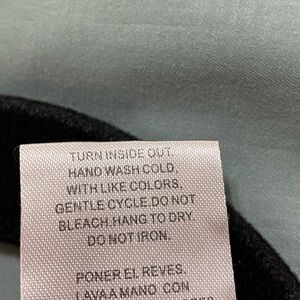 TURN INSIDE OUT.
HAND WASH COLD,
WITH LIKE COLORS,
GENTLE CYCLE.DO NOT
BLEACH.HANG TO DRY.
DO NOT IRON.
PONER EL REVES.
LAVA A MANO CON